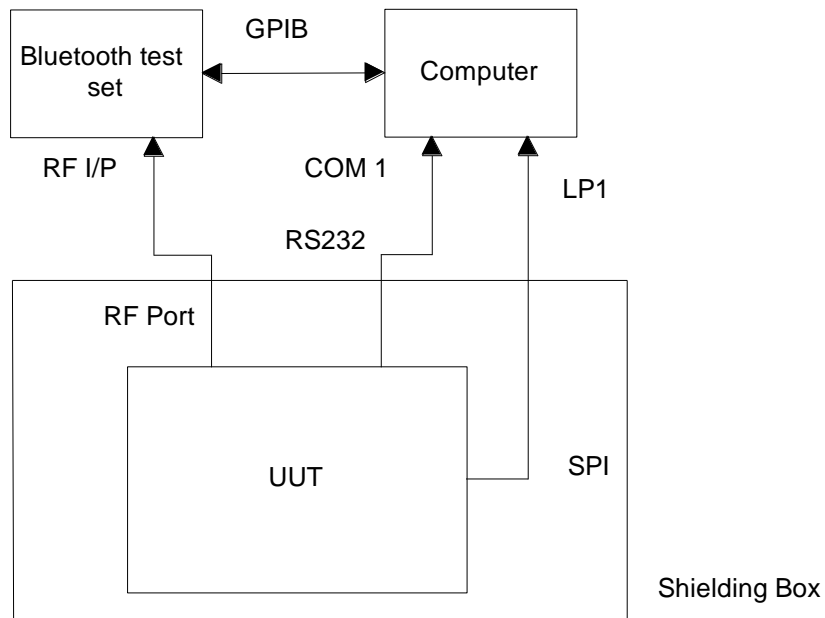 GPIB
Bluetooth test
set
Computer
RF I/P
COM 1
LP1
RS232
RF Port
UUT
SPI
Shielding Box